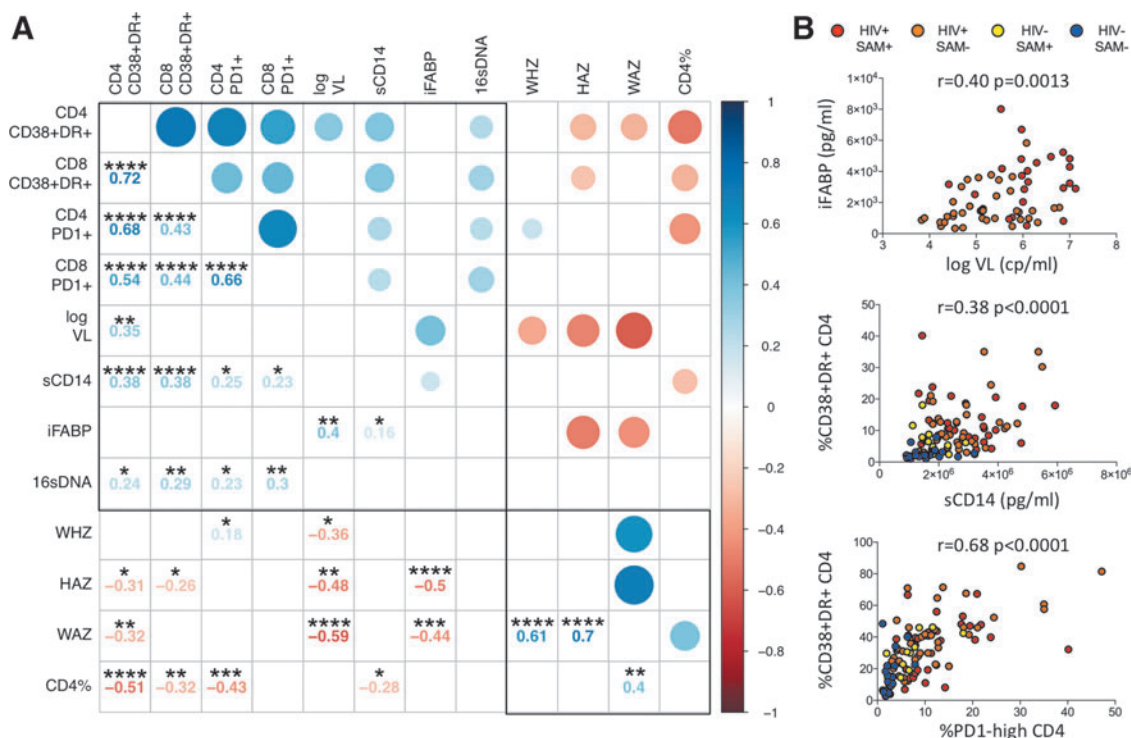 A
CD4 CD38+DR+
CD8 CD38+DR+
CD4 PD1+
CD8 PD1+
log VL
sCD14
iFABP
16sDNA
WHZ
HAZ
WAZ
CD4%
CD4
CD38+DR+
CD8
CD38+DR+
**** 0.72
CD4
PD1+
**** 0.68 **** 0.43
CD8
PD1+
**** 0.54 **** 0.44 **** 0.66
log
VL
** 0.35
sCD14
**** 0.38 **** 0.38 * 0.25 * 0.23
iFABP
** 0.4 * 0.16
16sDNA
* 0.24 ** 0.29 * 0.23 ** 0.3
WHZ
* 0.18 * −0.36
HAZ
* −0.31 * −0.26 ** −0.48 **** −0.5
WAZ
** −0.32 **** −0.59 *** −0.44 **** 0.61 **** 0.7
CD4%
**** −0.51 ** −0.32 *** −0.43 * −0.28 ** 0.4
1
0.8
0.6
0.4
0.2
0
−0.2
−0.4
−0.6
−0.8
−1
B
HIV+ SAM+
HIV+ SAM-
HIV- SAM+
HIV- SAM-
r=0.40 p=0.0013
iFABP (pg/ml)
1×10⁴
8×10³
6×10³
4×10³
2×10³
0
3 4 5 6 7 8
log VL (cp/ml)
r=0.38 p<0.0001
%CD38+DR+ CD4
50
40
30
20
10
0
0 2×10⁶ 4×10⁶ 6×10⁶ 8×10⁶
sCD14 (pg/ml)
r=0.68 p<0.0001
%CD38+DR+ CD4
100
80
60
40
20
0
0 10 20 30 40 50
%PD1-high CD4